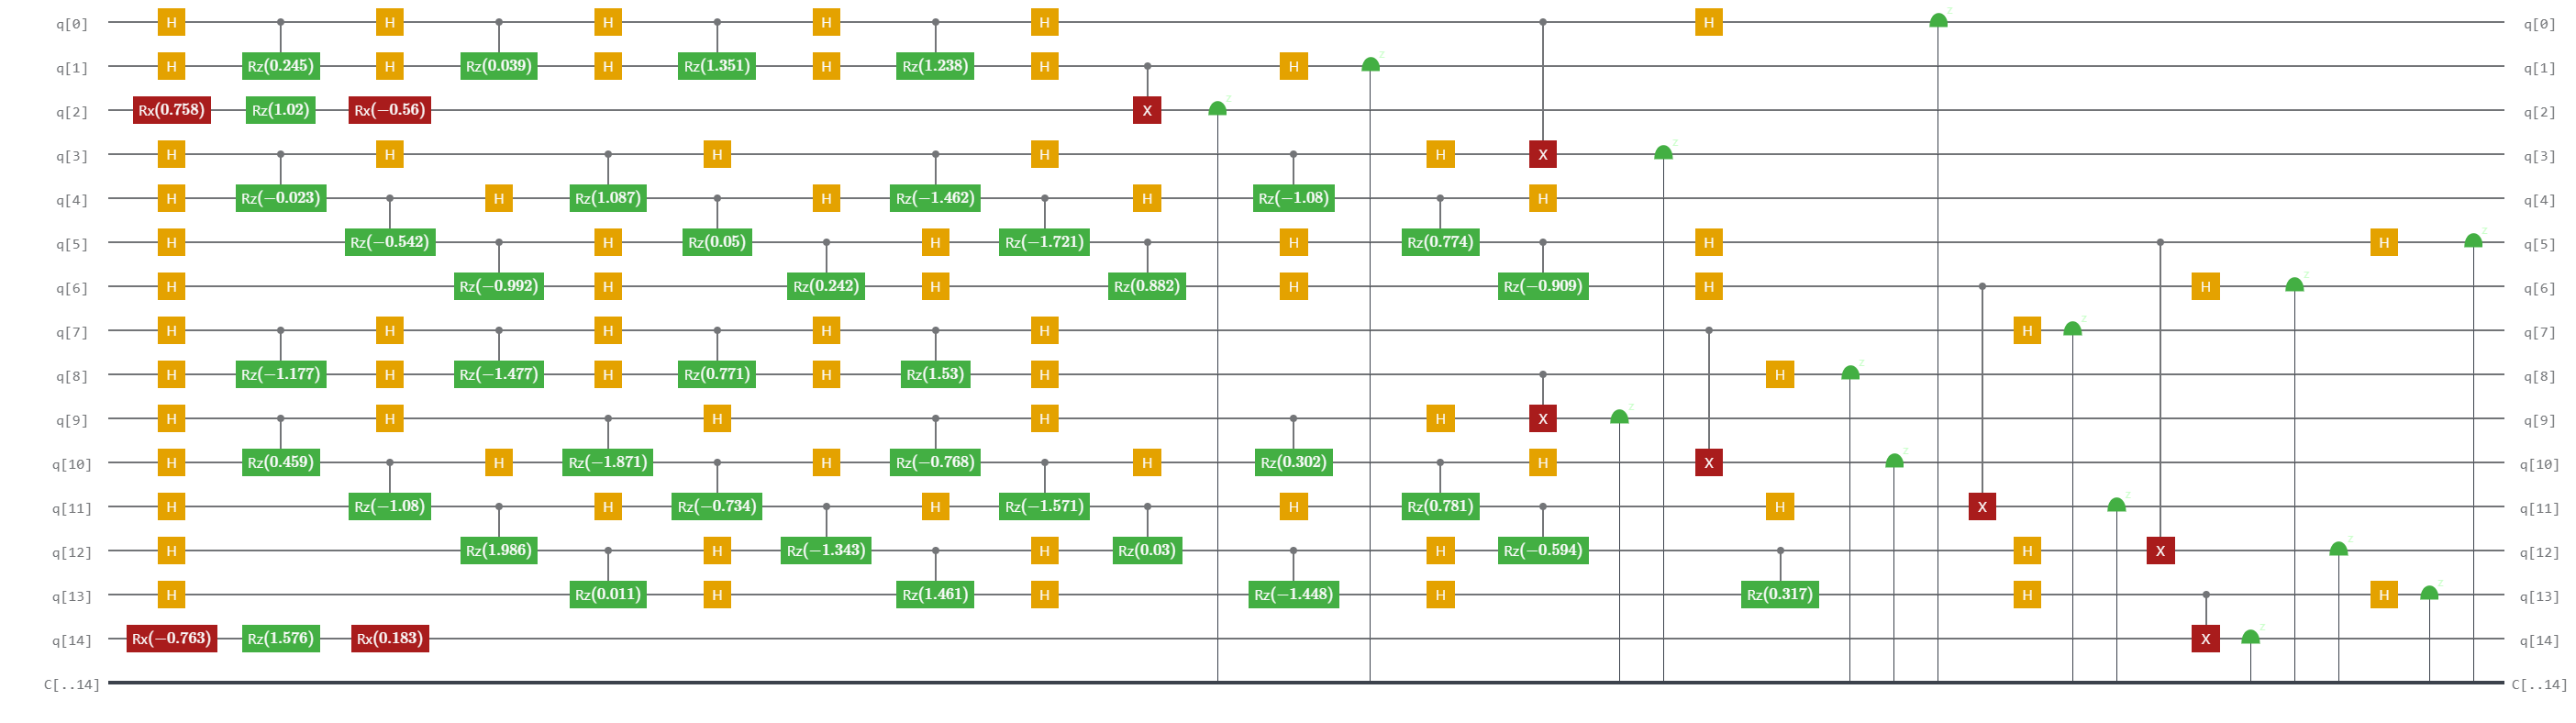 q[0] H H H H H H z q[0]
q[1] H Rz(0.245) H Rz(0.039) H Rz(1.351) H Rz(1.238) H H z q[1]
q[2] Rx(0.758) Rz(1.02) Rx(−0.56) X z q[2]
q[3] H H H H H X z q[3]
q[4] H Rz(−0.023) H Rz(1.087) H Rz(−1.462) H Rz(−1.08) H q[4]
q[5] H Rz(−0.542) H Rz(0.05) H Rz(−1.721) H Rz(0.774) H H z q[5]
q[6] H Rz(−0.992) H Rz(0.242) H Rz(0.882) H Rz(−0.909) H H z q[6]
q[7] H H H H H H z q[7]
q[8] H Rz(−1.177) H Rz(−1.477) H Rz(0.771) H Rz(1.53) H H z q[8]
q[9] H H H H H X z q[9]
q[10] H Rz(0.459) H Rz(−1.871) H Rz(−0.768) H Rz(0.302) H X z q[10]
q[11] H Rz(−1.08) H Rz(−0.734) H Rz(−1.571) H Rz(0.781) H X z q[11]
q[12] H Rz(1.986) H Rz(−1.343) H Rz(0.03) H Rz(−0.594) H X z q[12]
q[13] H Rz(0.011) H Rz(1.461) H Rz(−1.448) H Rz(0.317) H H z q[13]
q[14] Rx(−0.763) Rz(1.576) Rx(0.183) X z q[14]
C[..14] C[..14]